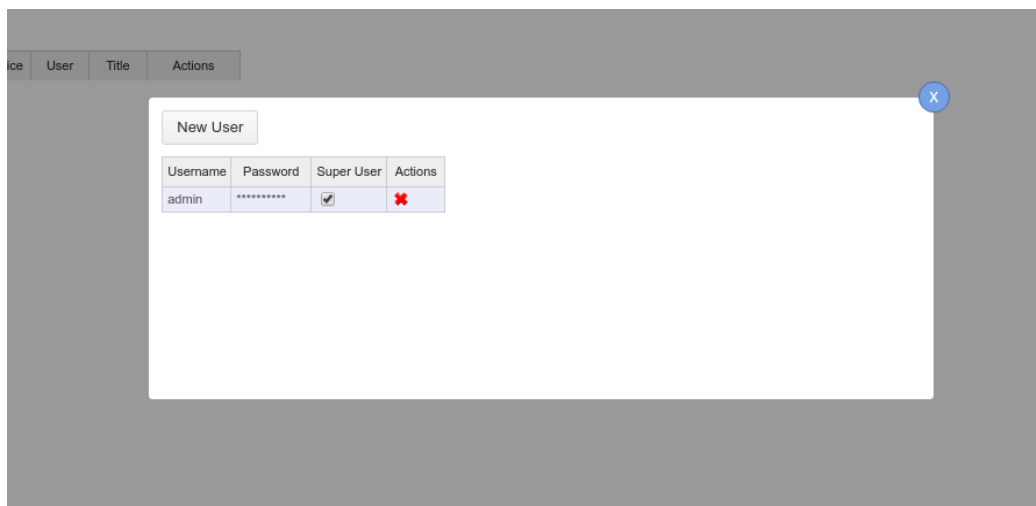 ice User Title Actions
X
New User
Username Password Super User Actions
admin **********